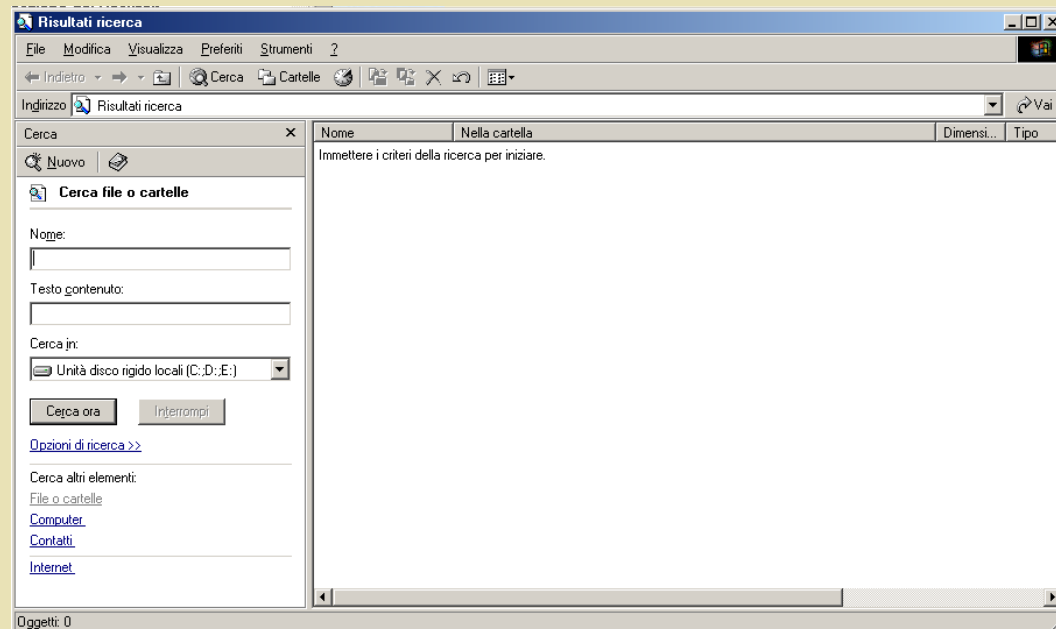 Risultati ricerca
File Modifica Visualizza Preferiti Strumenti ?
Indietro Cerca Cartelle
Indirizzo Risultati ricerca Vai
Cerca
Nome Nella cartella Dimensi... Tipo
Nuovo
Immettere i criteri della ricerca per iniziare.
Cerca file o cartelle
Nome:
Testo contenuto:
Cerca in:
Unità disco rigido locali (C:;D:;E:)
Cerca ora Interrompi
Opzioni di ricerca >>
Cerca altri elementi:
File o cartelle
Computer
Contatti
Internet
Oggetti: 0